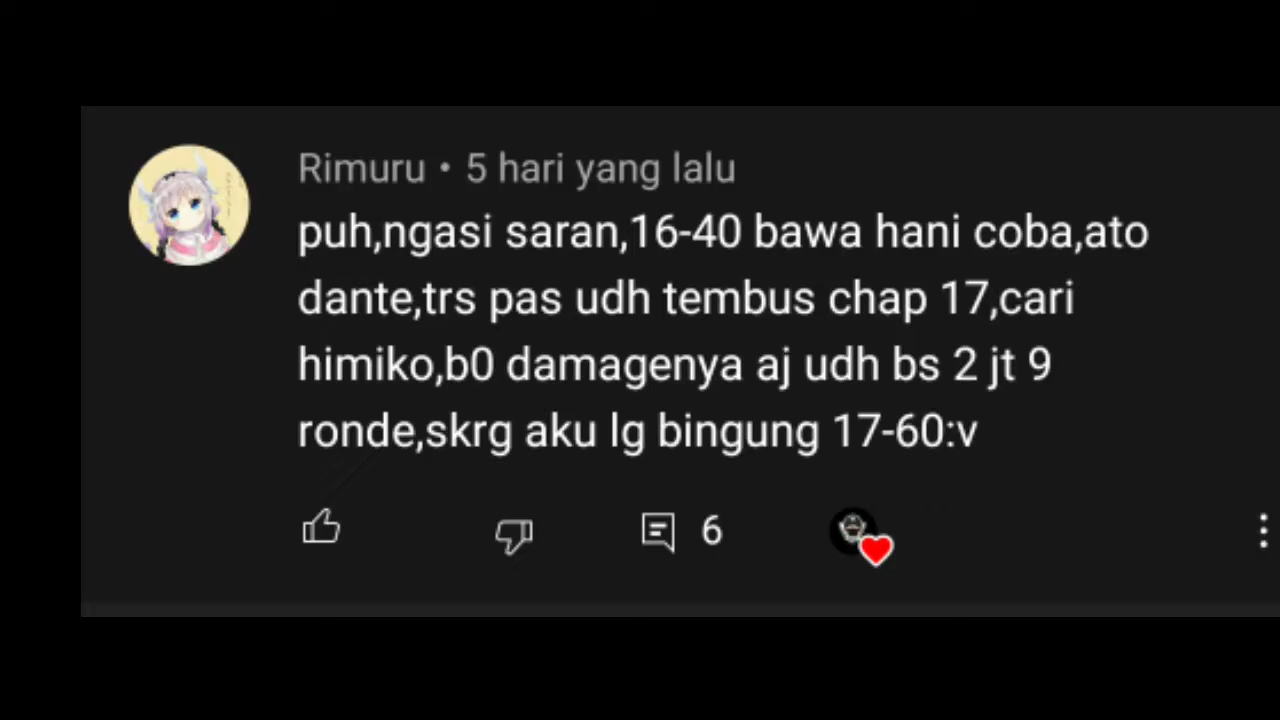 Rimuru • 5 hari yang lalu
puh,ngasi saran,16-40 bawa hani coba,ato
dante,trs pas udh tembus chap 17,cari
himiko,b0 damagenya aj udh bs 2 jt 9
ronde,skrg aku lg bingung 17-60:v
6